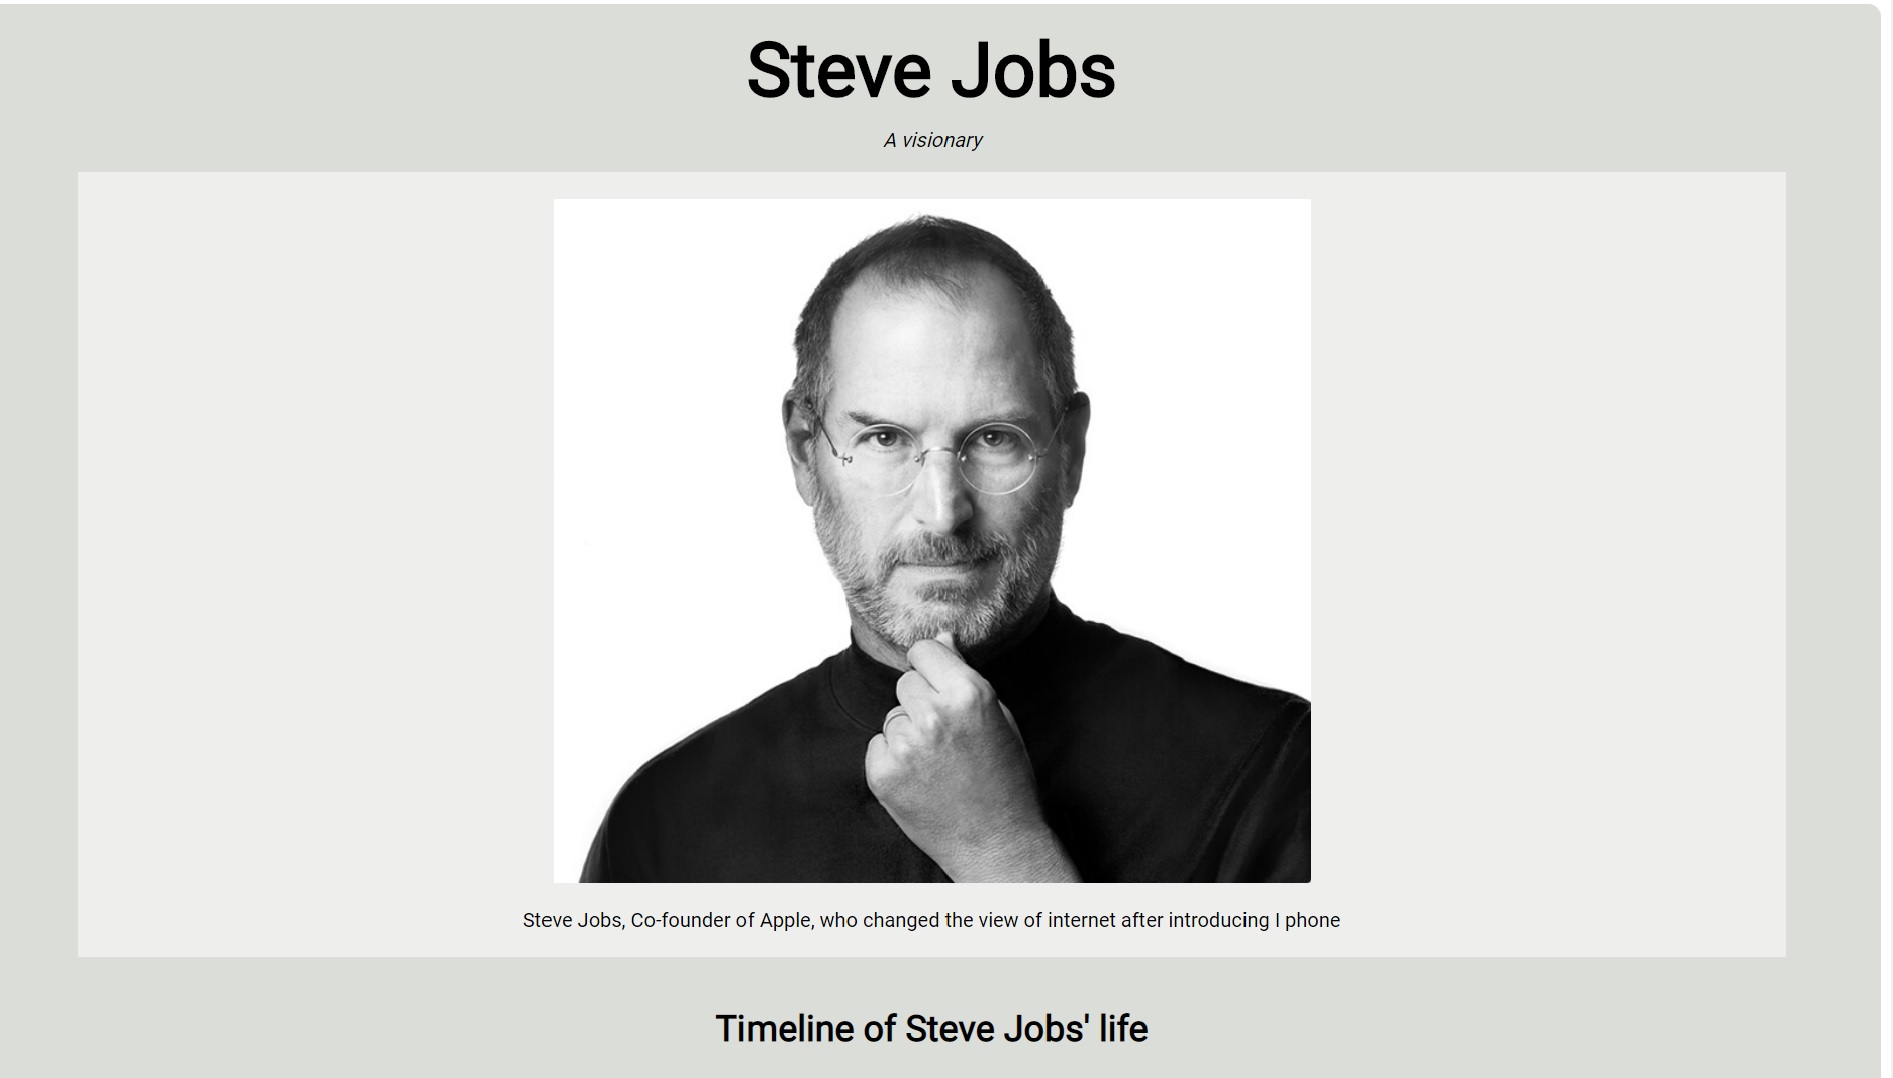 Steve Jobs
A visionary
Steve Jobs, Co-founder of Apple, who changed the view of internet after introducing I phone
Timeline of Steve Jobs' life